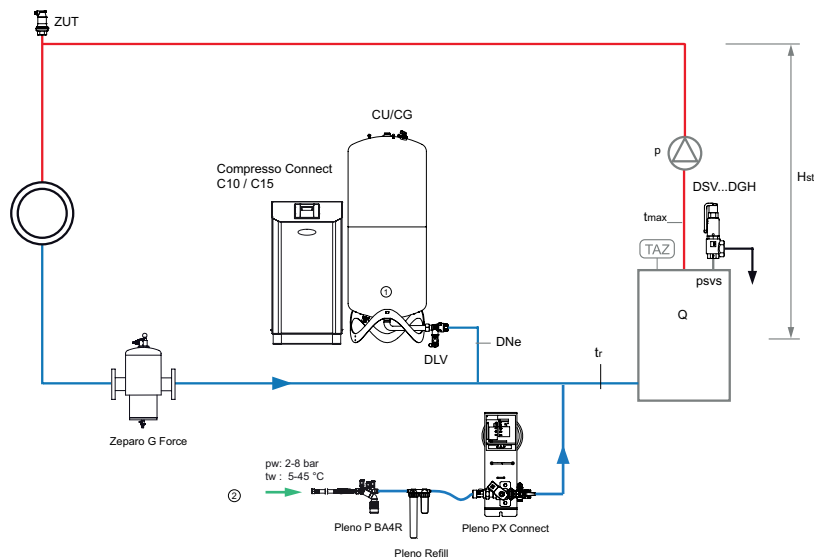 ZUT
CU/CG
Compresso Connect
C10 / C15
p
Hst
DSV...DGH
tmax
TAZ
psvs
Q
1
DNe
DLV
tr
Zeparo G Force
pw: 2-8 bar
tw : 5-45 °C
2
Pleno P BA4R
Pleno PX Connect
Pleno Refill